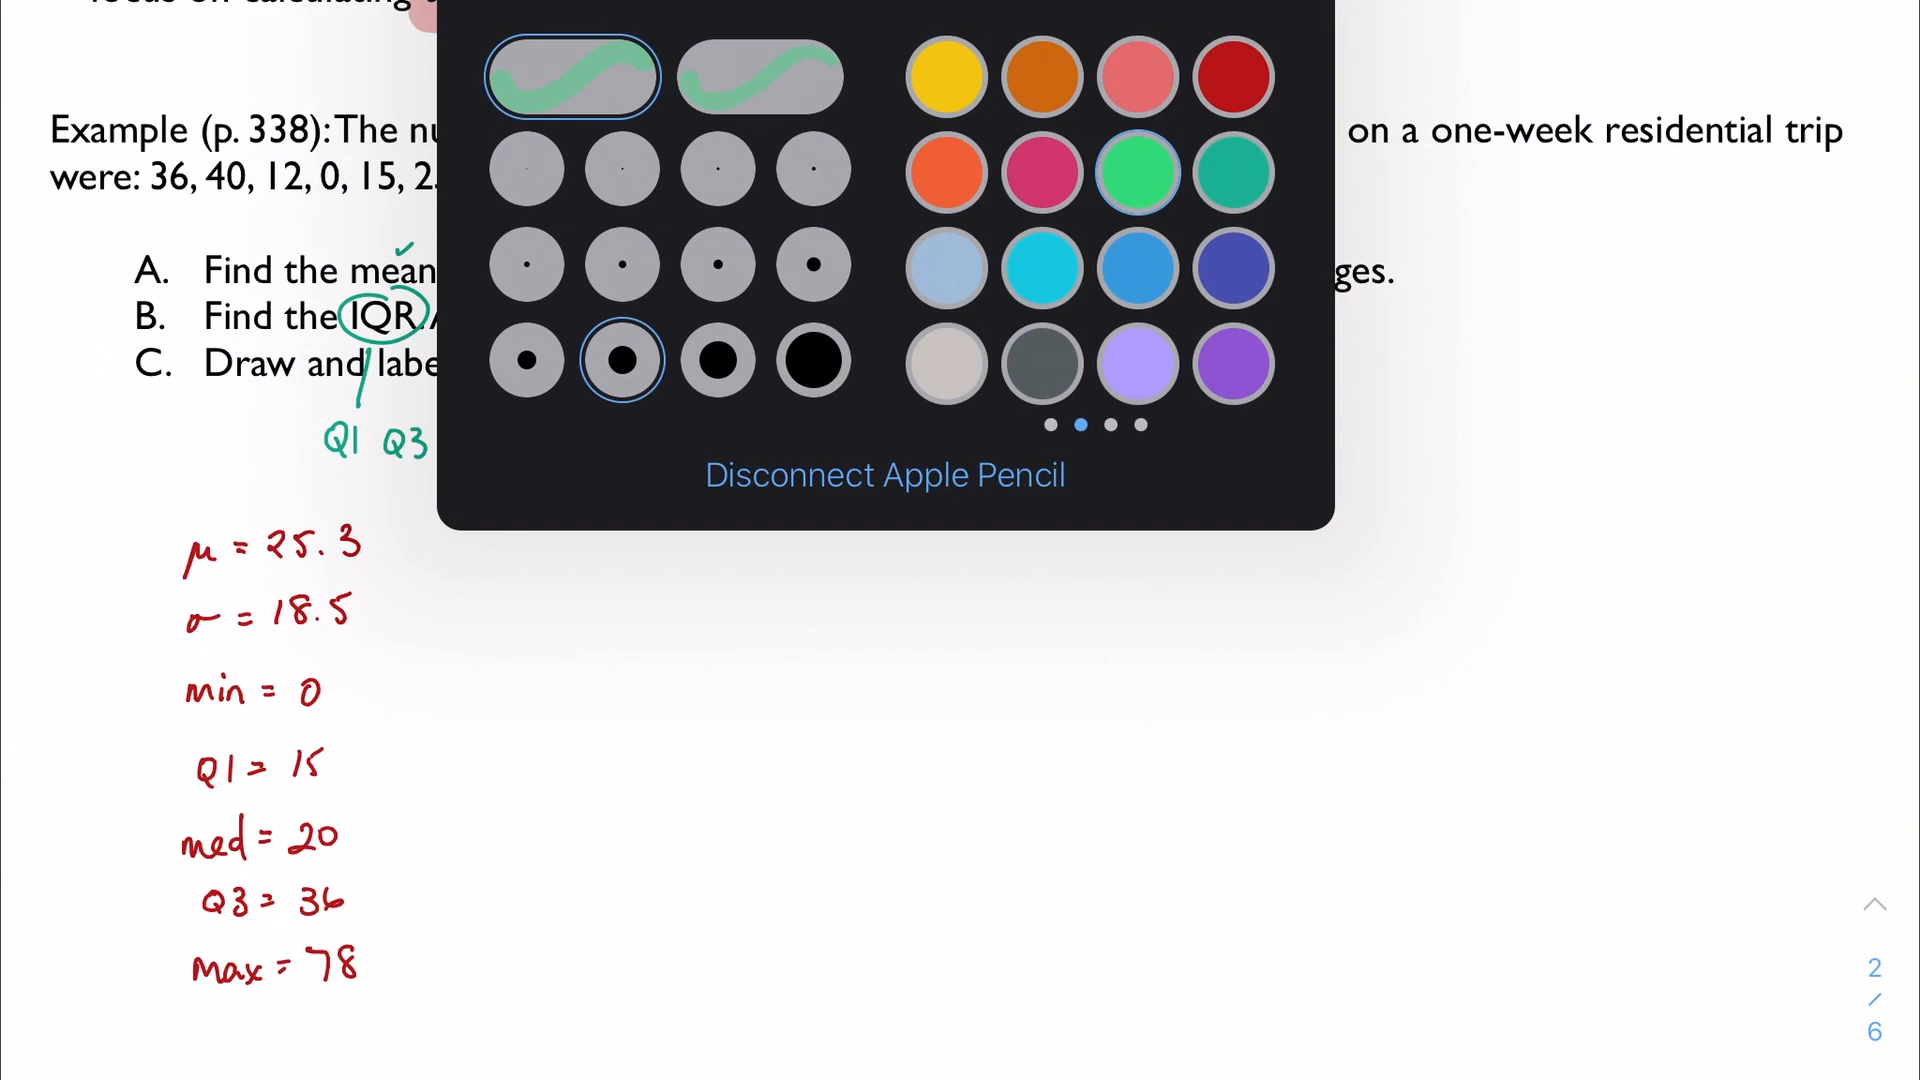 Example (p. 338): The nu on a one-week residential trip
were: 36, 40, 12, 0, 15, 2
A. Find the mean ges.
B. Find the IQR.
C. Draw and labe
Q1 Q3
Disconnect Apple Pencil
μ = 25.3
σ = 18.5
min = 0
Q1 = 15
med = 20
Q3 = 36
max = 78
2
/
6